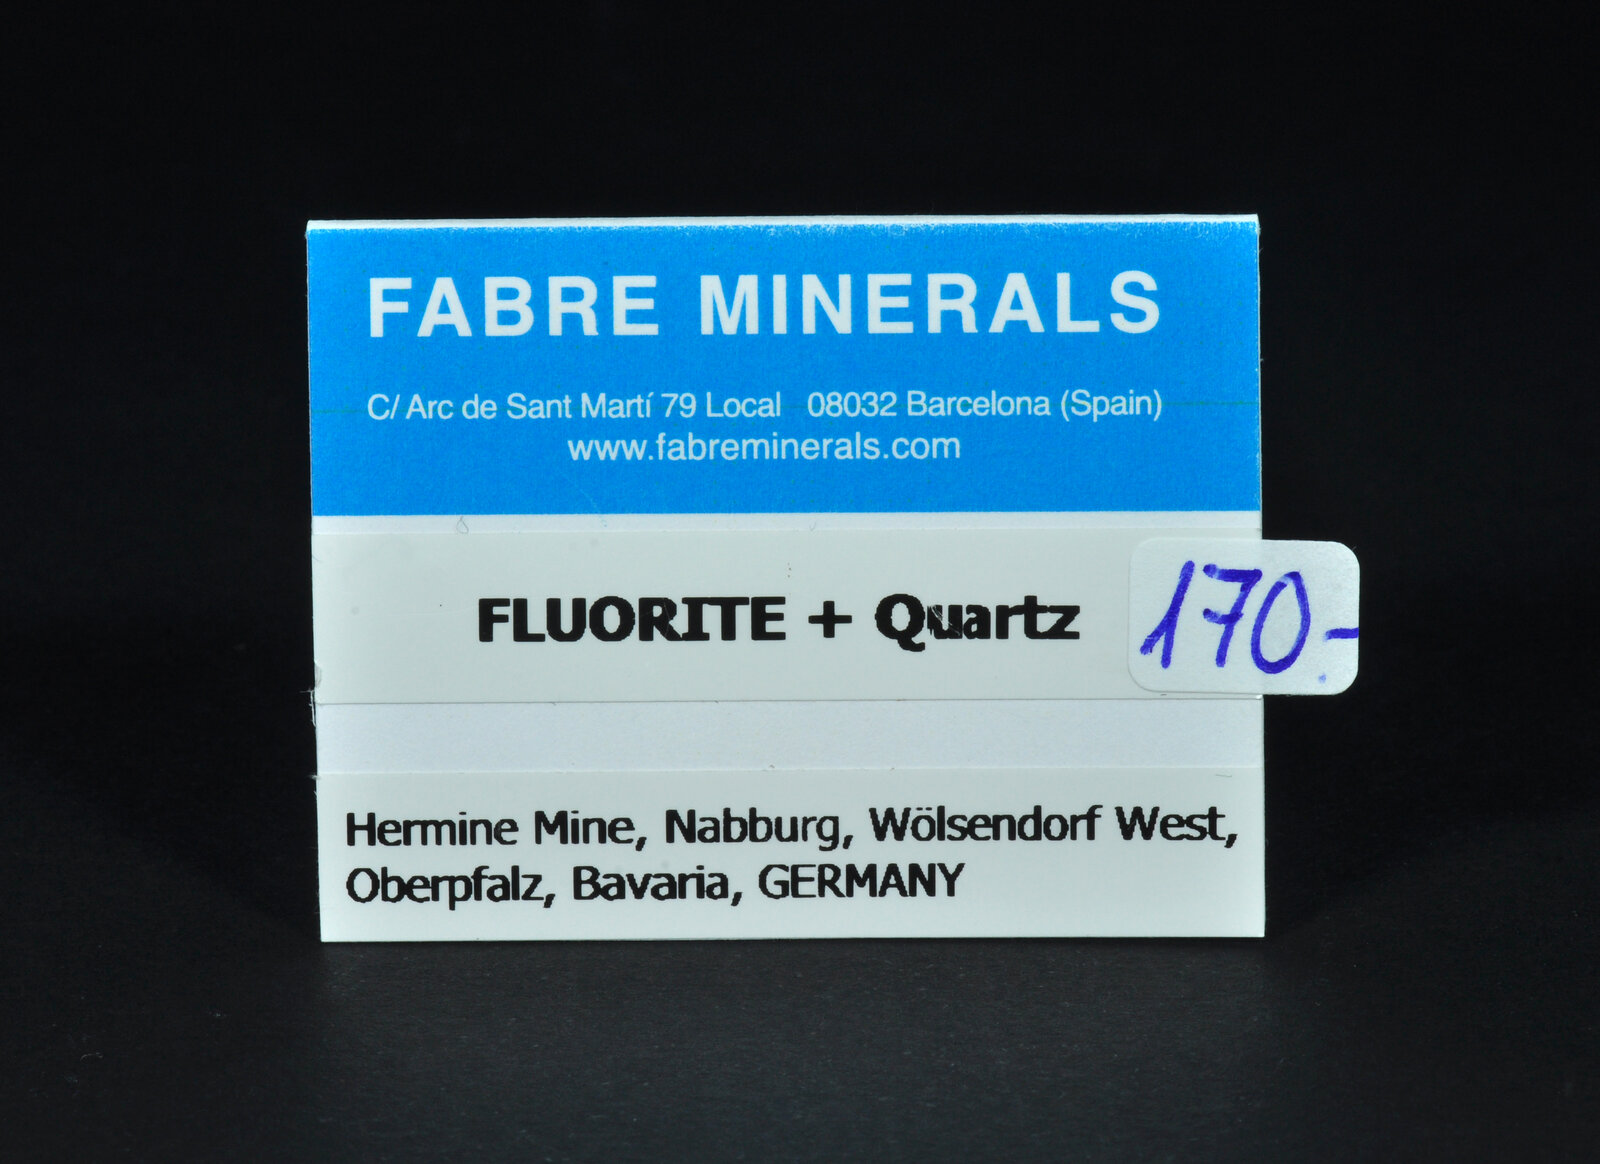 FABRE MINERALS
C/ Arc de Sant Martí 79 Local 08032 Barcelona (Spain)
www.fabreminerals.com
FLUORITE + Quartz
170.-
Hermine Mine, Nabburg, Wölsendorf West,
Oberpfalz, Bavaria, GERMANY